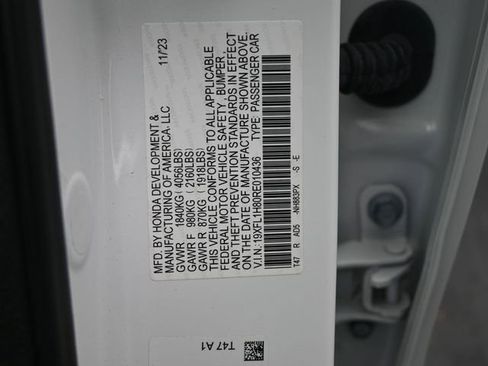 MFD. BY HONDA DEVELOPMENT &
MANUFACTURING OF AMERICA, LLC 11/23
GVWR 1840KG (4056LBS)
GAWR F 980KG (2160LBS)
GAWR R 870KG (1918LBS)
THIS VEHICLE CONFORMS TO ALL APPLICABLE
FEDERAL MOTOR VEHICLE SAFETY, BUMPER,
AND THEFT PREVENTION STANDARDS IN EFFECT
ON THE DATE OF MANUFACTURE SHOWN ABOVE.
V.I.N: 19XFL1H80RE010436 TYPE: PASSENGER CAR
T47 R AD5 -NH883PX -S -E
T47 A1